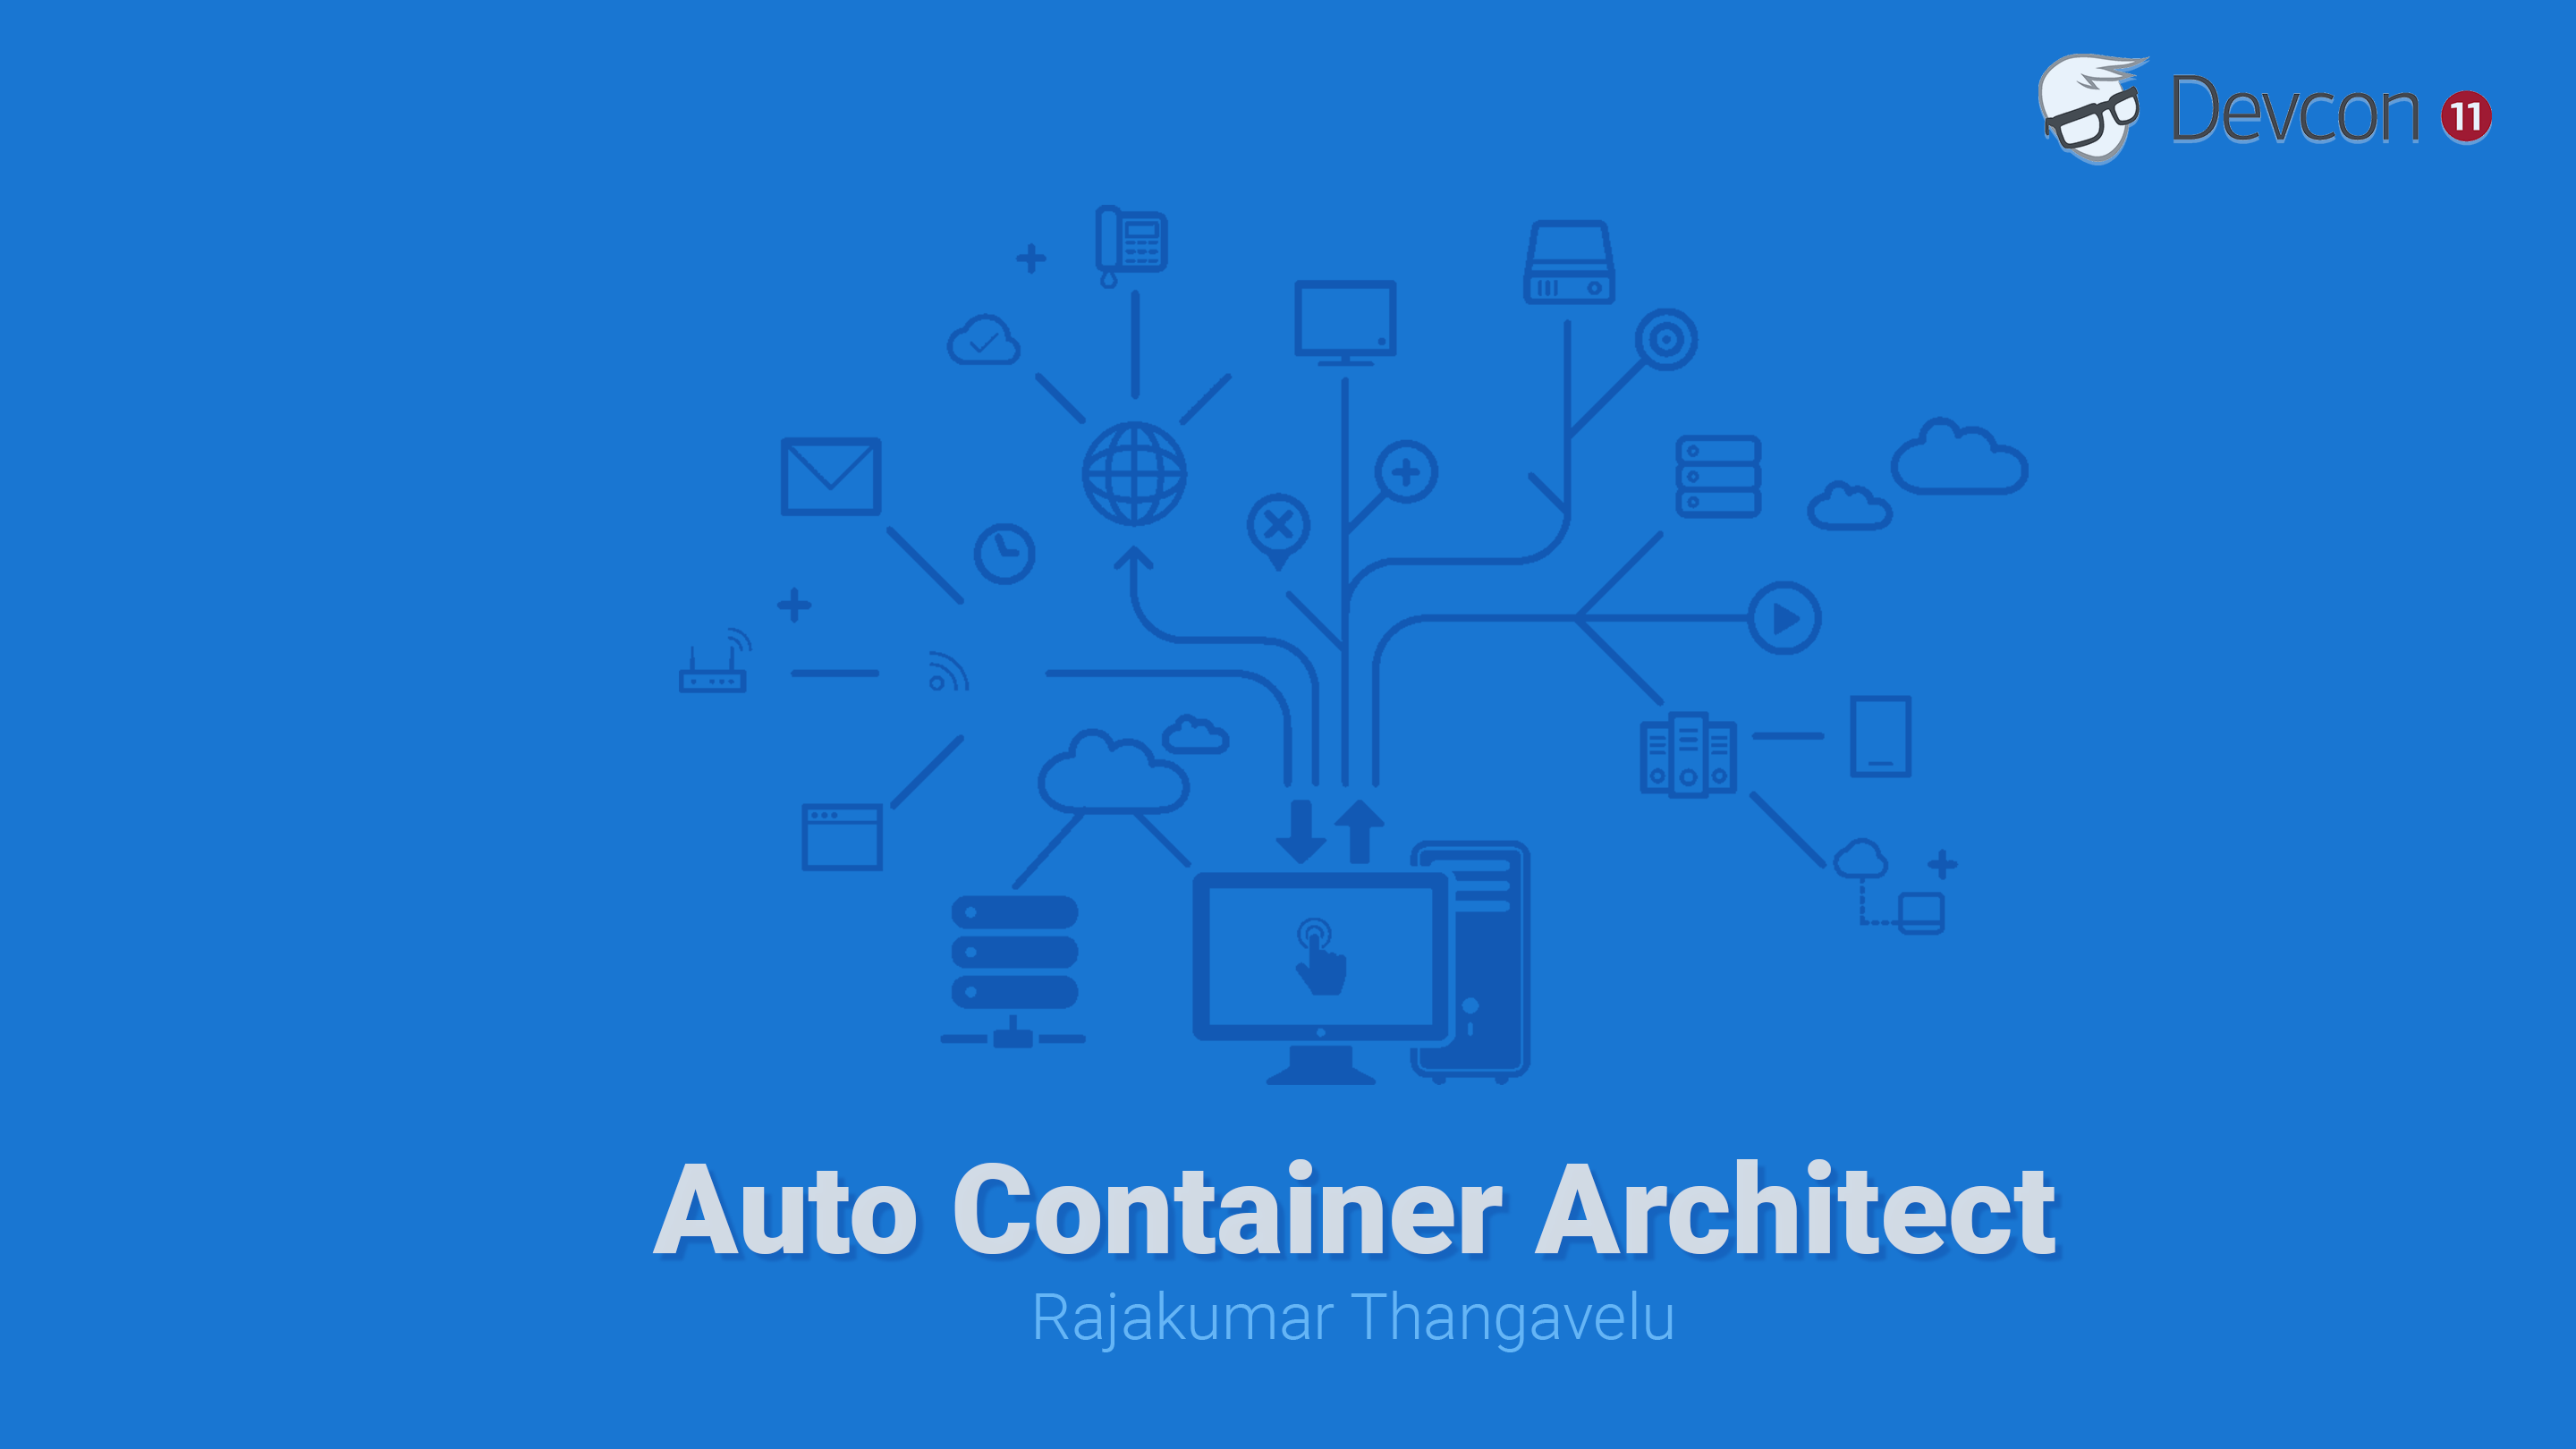 Devcon 11
Auto Container Architect
Rajakumar Thangavelu